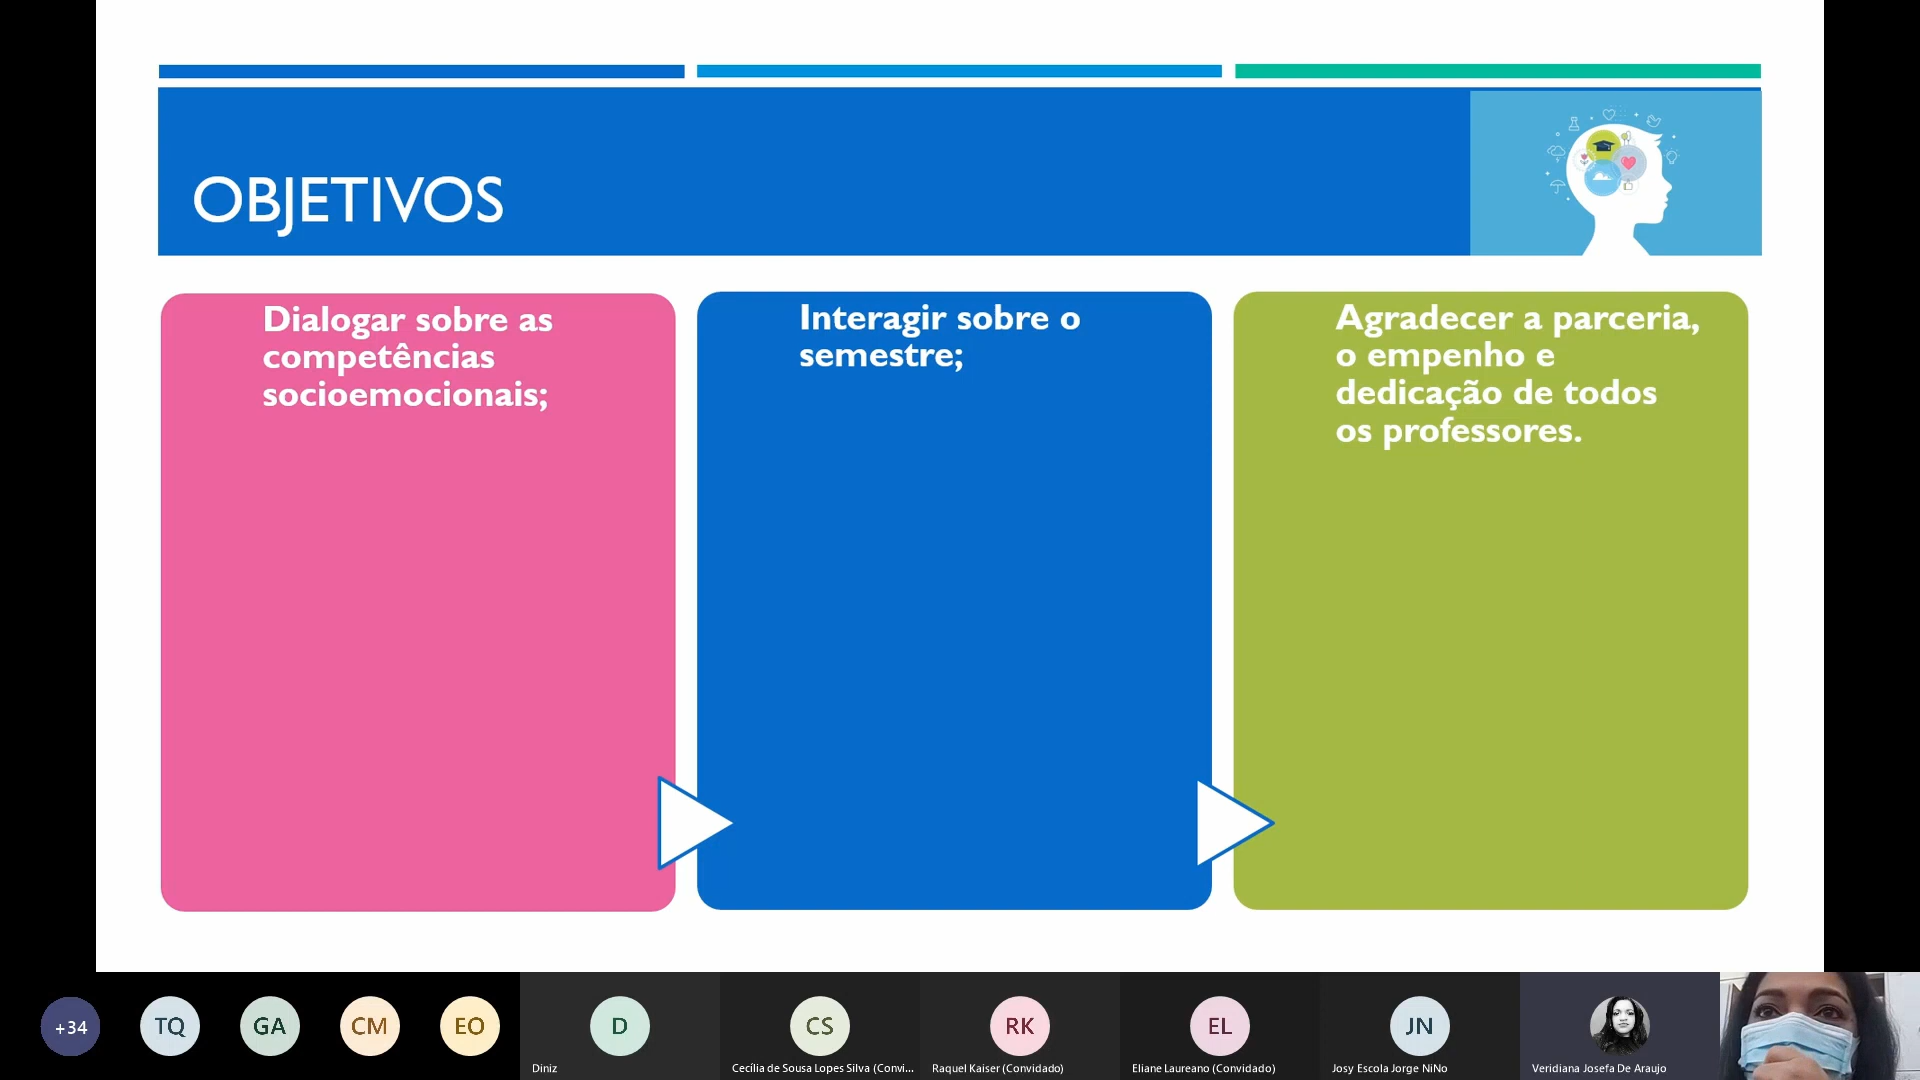 OBJETIVOS
Dialogar sobre as
competências
socioemocionais;
Interagir sobre o
semestre;
Agradecer a parceria,
o empenho e
dedicação de todos
os professores.
+34
TQ
GA
CM
EO
D
Diniz
CS
Cecília de Sousa Lopes Silva (Convi...
RK
Raquel Kaiser (Convidado)
EL
Eliane Laureano (Convidado)
JN
Josy Escola Jorge NiNo
Veridiana Josefa De Araujo